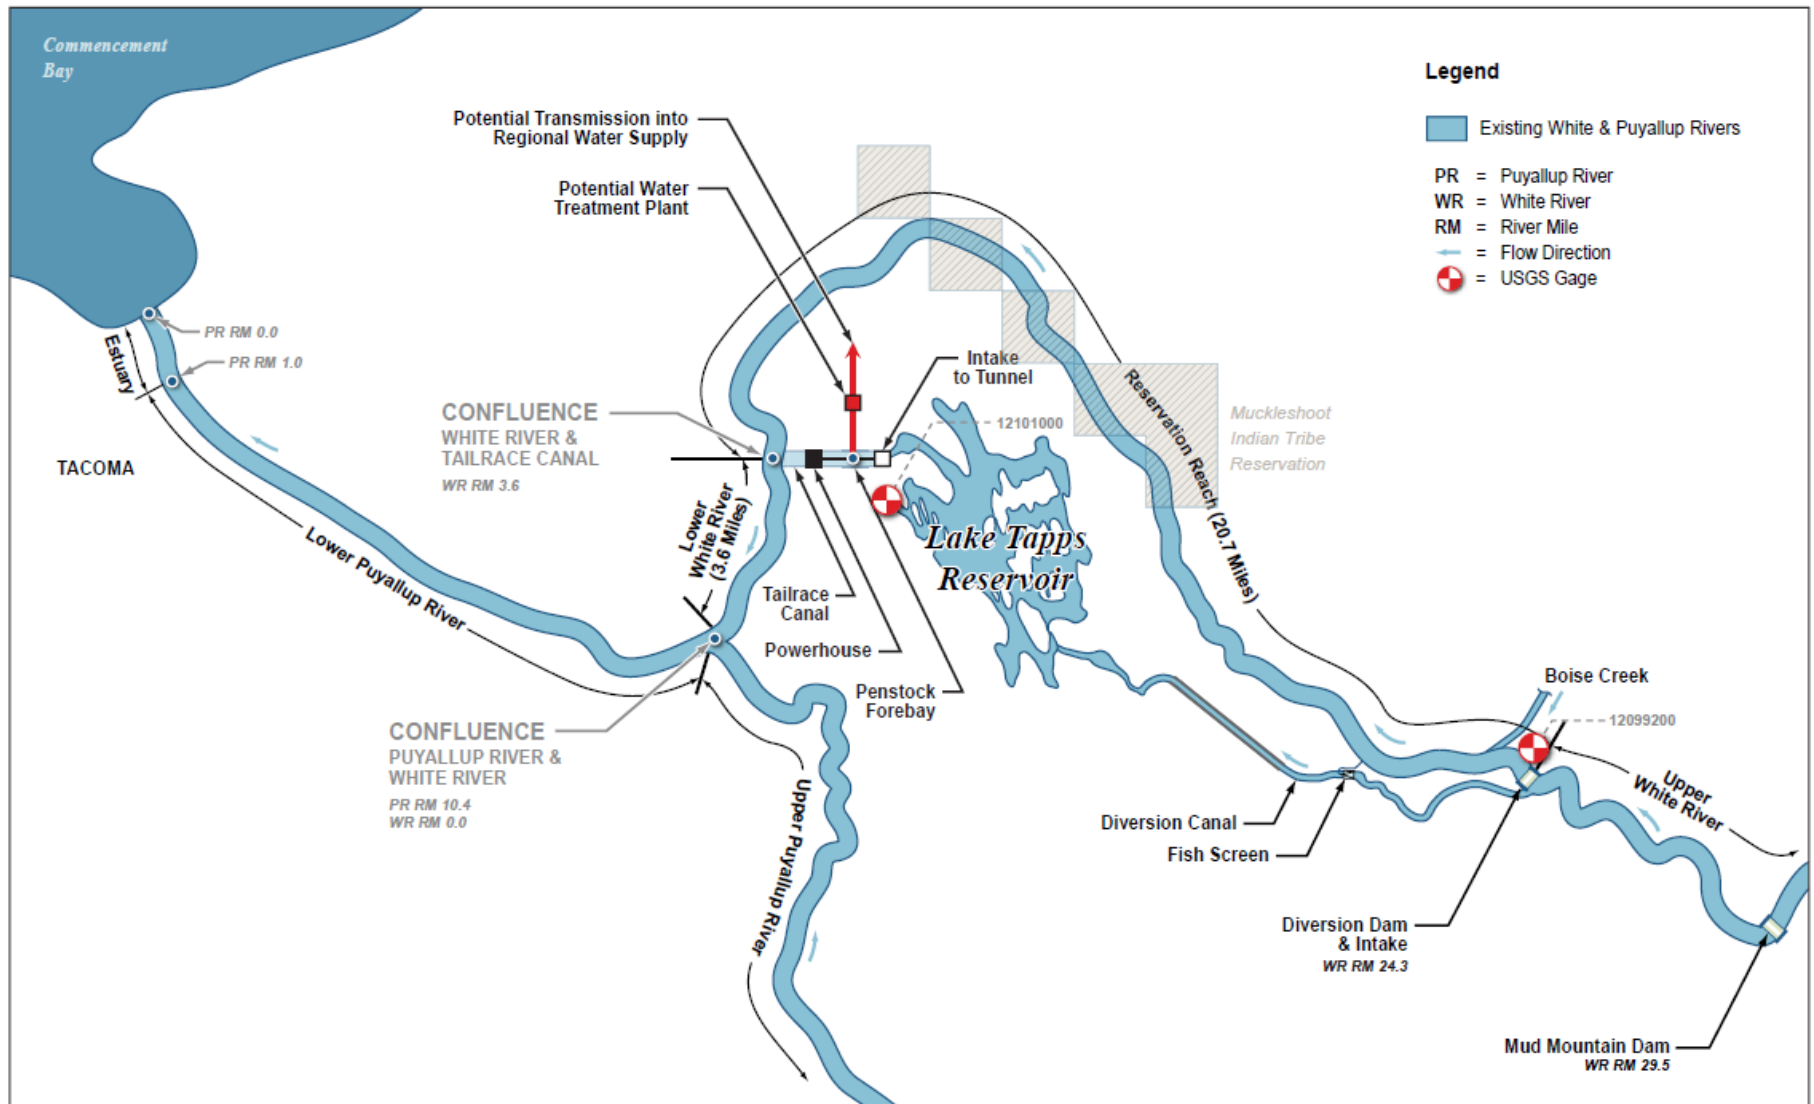 Commencement
Bay
Legend
Existing White & Puyallup Rivers
PR = Puyallup River
WR = White River
RM = River Mile
= Flow Direction
= USGS Gage
Potential Transmission into
Regional Water Supply
Potential Water
Treatment Plant
PR RM 0.0
PR RM 1.0
Estuary
TACOMA
Intake
to Tunnel
12101000
CONFLUENCE
WHITE RIVER &
TAILRACE CANAL
WR RM 3.6
Muckleshoot
Indian Tribe
Reservation
Reservation Reach (20.7 Miles)
Lower
White River
(3.6 Miles)
Lake Tapps
Reservoir
Lower Puyallup River
Tailrace
Canal
Powerhouse
Penstock
Forebay
Boise Creek
12099200
CONFLUENCE
PUYALLUP RIVER &
WHITE RIVER
PR RM 10.4
WR RM 0.0
Upper Puyallup River
Upper
White River
Diversion Canal
Fish Screen
Diversion Dam
& Intake
WR RM 24.3
Mud Mountain Dam
WR RM 29.5